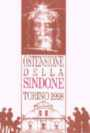 OSTENSIONE
DELLA
SINDONE
TORINO 1998